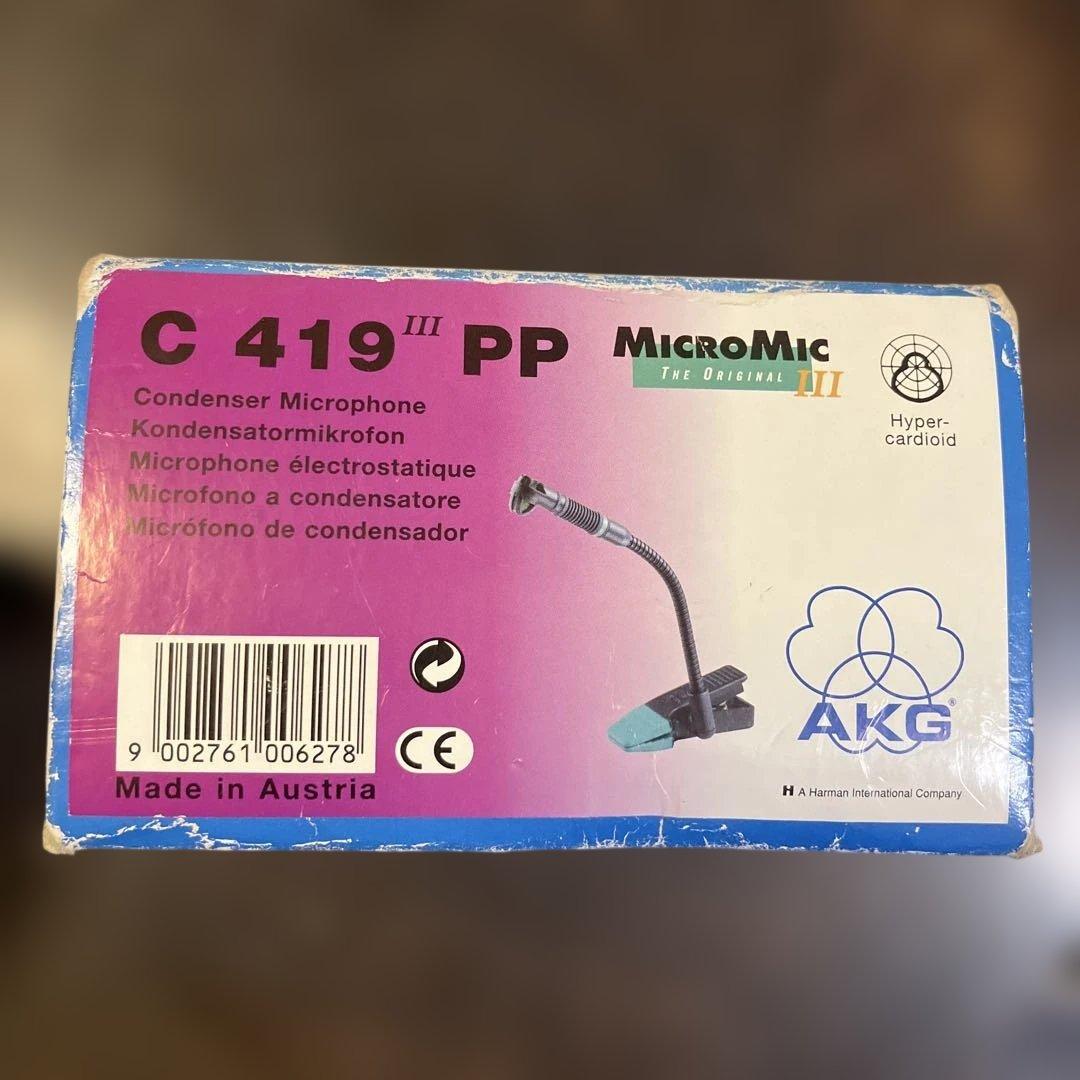 C 419 III PP
Condenser Microphone
Kondensatormikrofon
Microphone électrostatique
Microfono a condensatore
Micrófono de condensador
MICROMIC
THE ORIGINAL III
Hyper-
cardioid
9 002761 006278
CE
Made in Austria
AKG®
H A Harman International Company